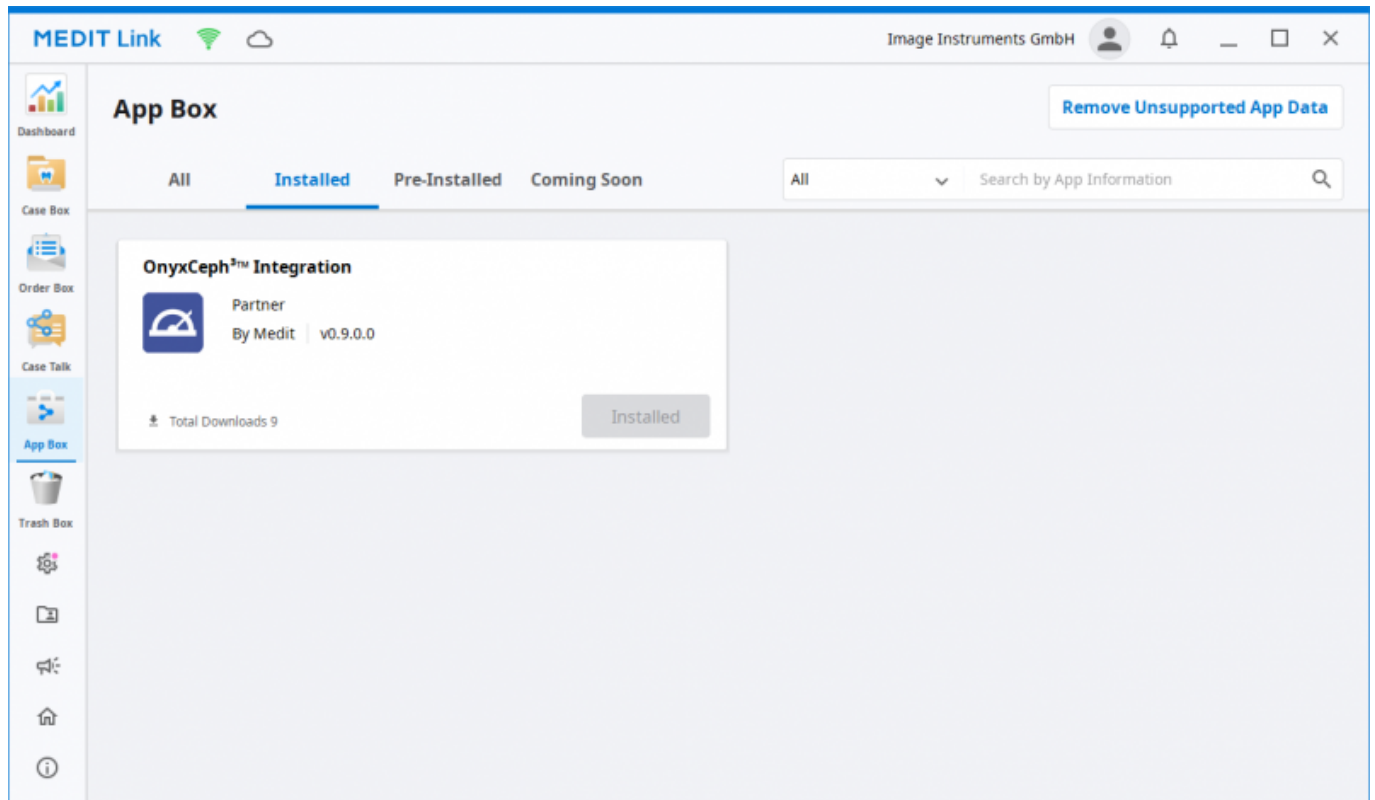 MEDIT Link
Image Instruments GmbH
Dashboard
Case Box
Order Box
Case Talk
App Box
Trash Box
App Box
Remove Unsupported App Data
All
Installed
Pre-Installed
Coming Soon
All
Search by App Information
OnyxCeph³™ Integration
Partner
By Medit
v0.9.0.0
Total Downloads 9
Installed